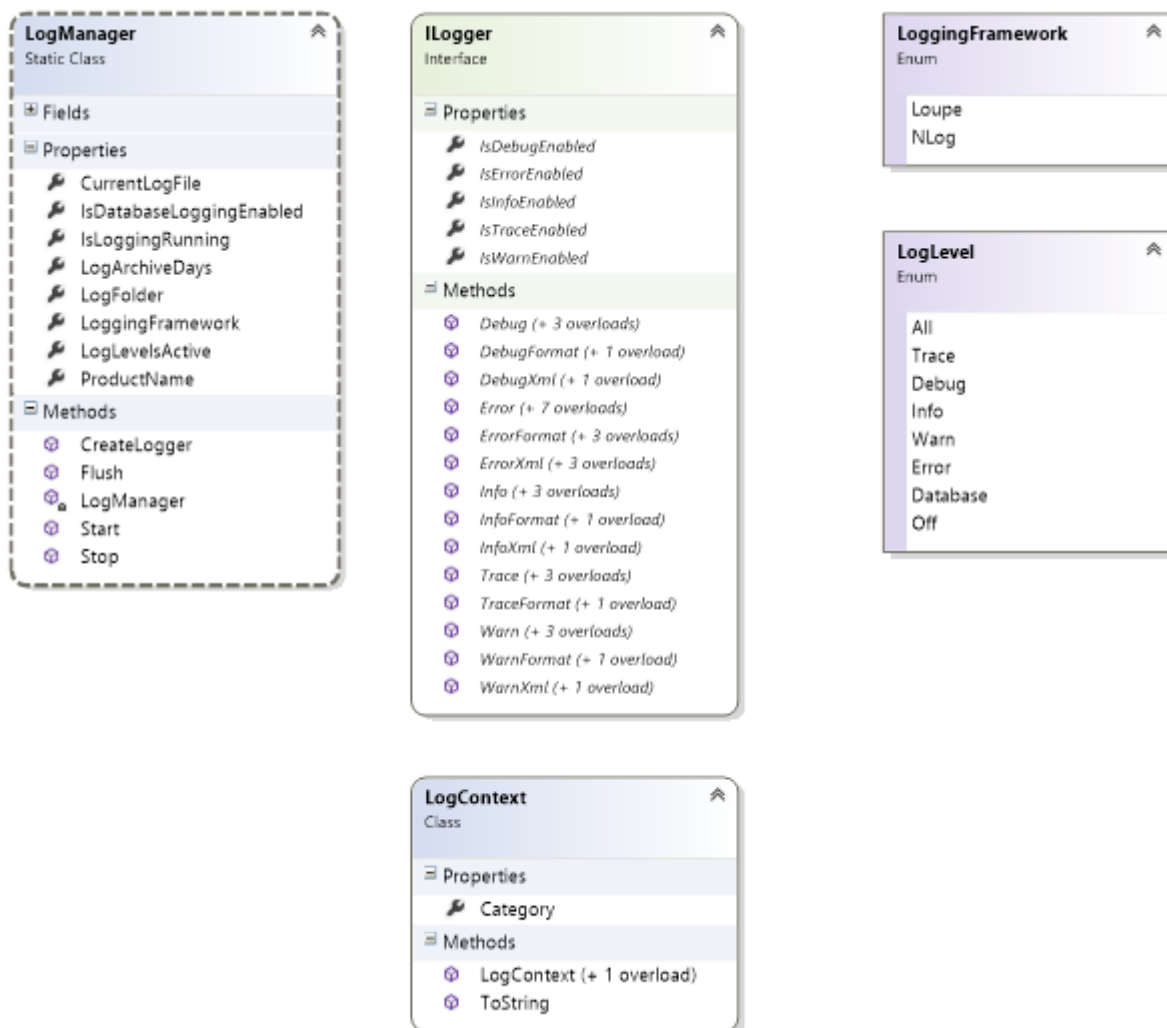 LogManager
Static Class
Fields
Properties
CurrentLogFile
IsDatabaseLoggingEnabled
IsLoggingRunning
LogArchiveDays
LogFolder
LoggingFramework
LogLevelsActive
ProductName
Methods
CreateLogger
Flush
LogManager
Start
Stop
ILogger
Interface
Properties
IsDebugEnabled
IsErrorEnabled
IsInfoEnabled
IsTraceEnabled
IsWarnEnabled
Methods
Debug (+ 3 overloads)
DebugFormat (+ 1 overload)
DebugXml (+ 1 overload)
Error (+ 7 overloads)
ErrorFormat (+ 3 overloads)
ErrorXml (+ 3 overloads)
Info (+ 3 overloads)
InfoFormat (+ 1 overload)
InfoXml (+ 1 overload)
Trace (+ 3 overloads)
TraceFormat (+ 1 overload)
Warn (+ 3 overloads)
WarnFormat (+ 1 overload)
WarnXml (+ 1 overload)
LogContext
Class
Properties
Category
Methods
LogContext (+ 1 overload)
ToString
LoggingFramework
Enum
Loupe
NLog
LogLevel
Enum
All
Trace
Debug
Info
Warn
Error
Database
Off